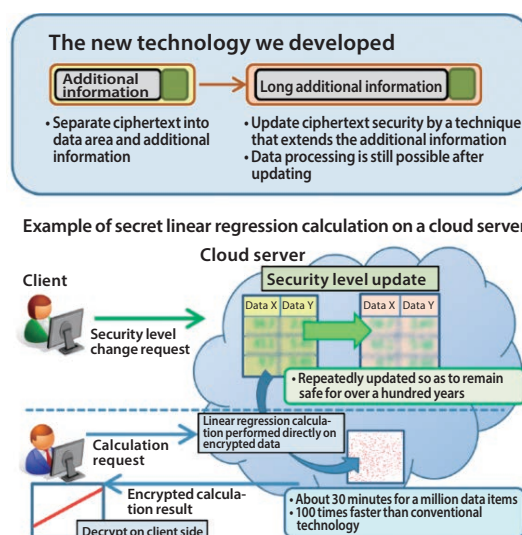 The new technology we developed
Additional
information
Long additional information
• Separate ciphertext into
data area and additional
information
• Update ciphertext security by a technique
that extends the additional information
• Data processing is still possible after
updating
Example of secret linear regression calculation on a cloud server
Cloud server
Client
Security level update
Data X Data Y
Data X Data Y
Security level
change request
• Repeatedly updated so as to remain
safe for over a hundred years
Linear regression calcula-
tion performed directly on
encrypted data
Calculation
request
Encrypted calcula-
tion result
• About 30 minutes for a million data items
• 100 times faster than conventional
technology
Decrypt on client side